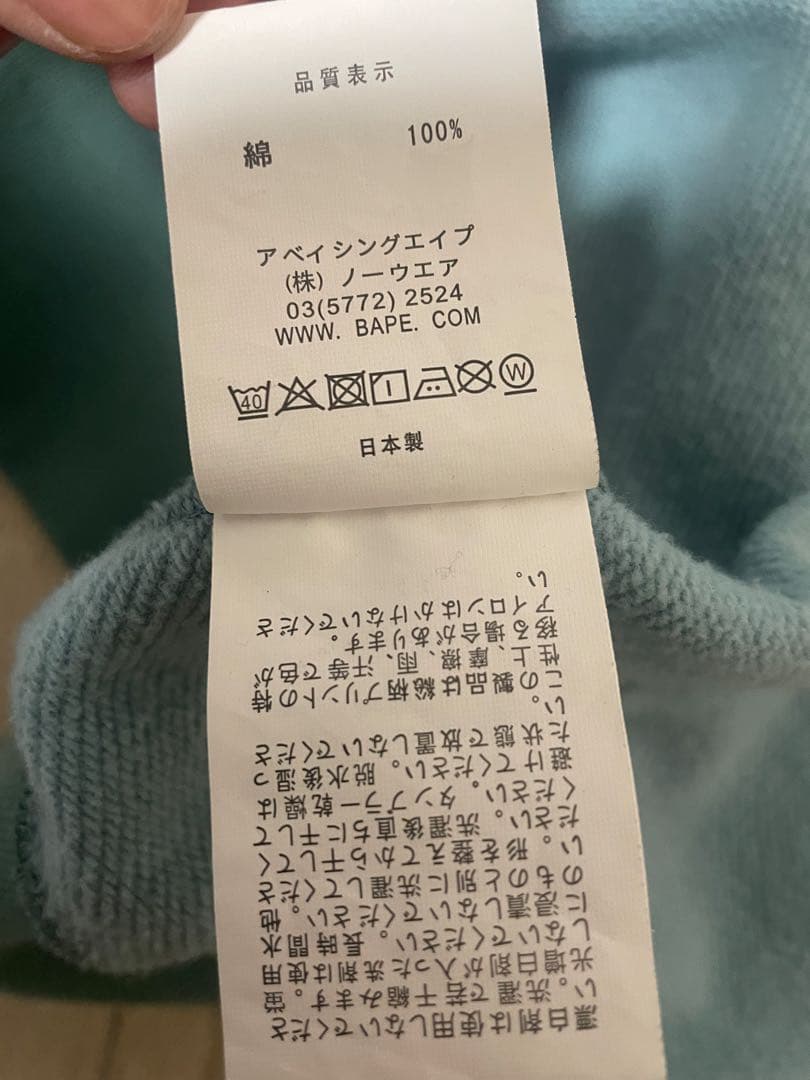 品質表示
綿 100%
アベイシングエイプ
(株) ノーウエア
03(5772) 2524
WWW. BAPE. COM
40 W
日本製
漂白剤は使用しないでくださ
い。洗濯で若干縮みます。蛍
光増白剤が入った洗剤は使用
しないでください。長時間水
に浸漬しないでください。他
のものと別に洗濯してくださ
い。形を整えてから干してく
ださい。洗濯後直ちに干して
ください。タンブラー乾燥は
避けてください。脱水後湿っ
た状態で放置しないでくださ
い。
この製品は総柄プリントの特
性上、摩擦、雨、汗等で色が
移る場合があります。
アイロンはかけないでくださ
い。